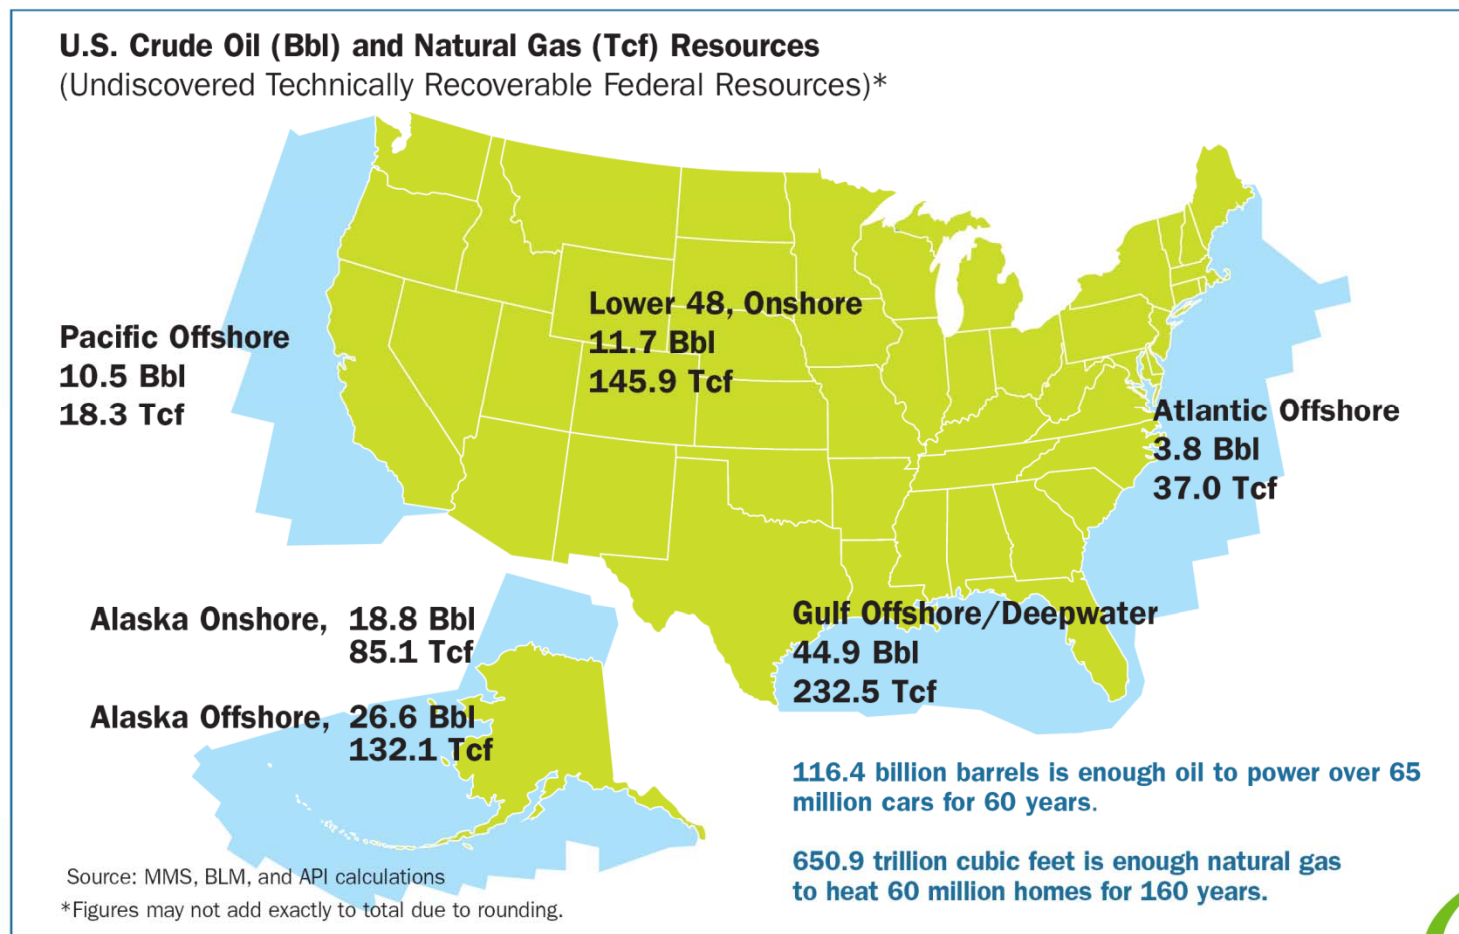 U.S. Crude Oil (Bbl) and Natural Gas (Tcf) Resources
(Undiscovered Technically Recoverable Federal Resources)*
Lower 48, Onshore
11.7 Bbl
145.9 Tcf
Pacific Offshore
10.5 Bbl
18.3 Tcf
Atlantic Offshore
3.8 Bbl
37.0 Tcf
Alaska Onshore, 18.8 Bbl
85.1 Tcf
Alaska Offshore, 26.6 Bbl
132.1 Tcf
Gulf Offshore/Deepwater
44.9 Bbl
232.5 Tcf
116.4 billion barrels is enough oil to power over 65
million cars for 60 years.
650.9 trillion cubic feet is enough natural gas
to heat 60 million homes for 160 years.
Source: MMS, BLM, and API calculations
*Figures may not add exactly to total due to rounding.